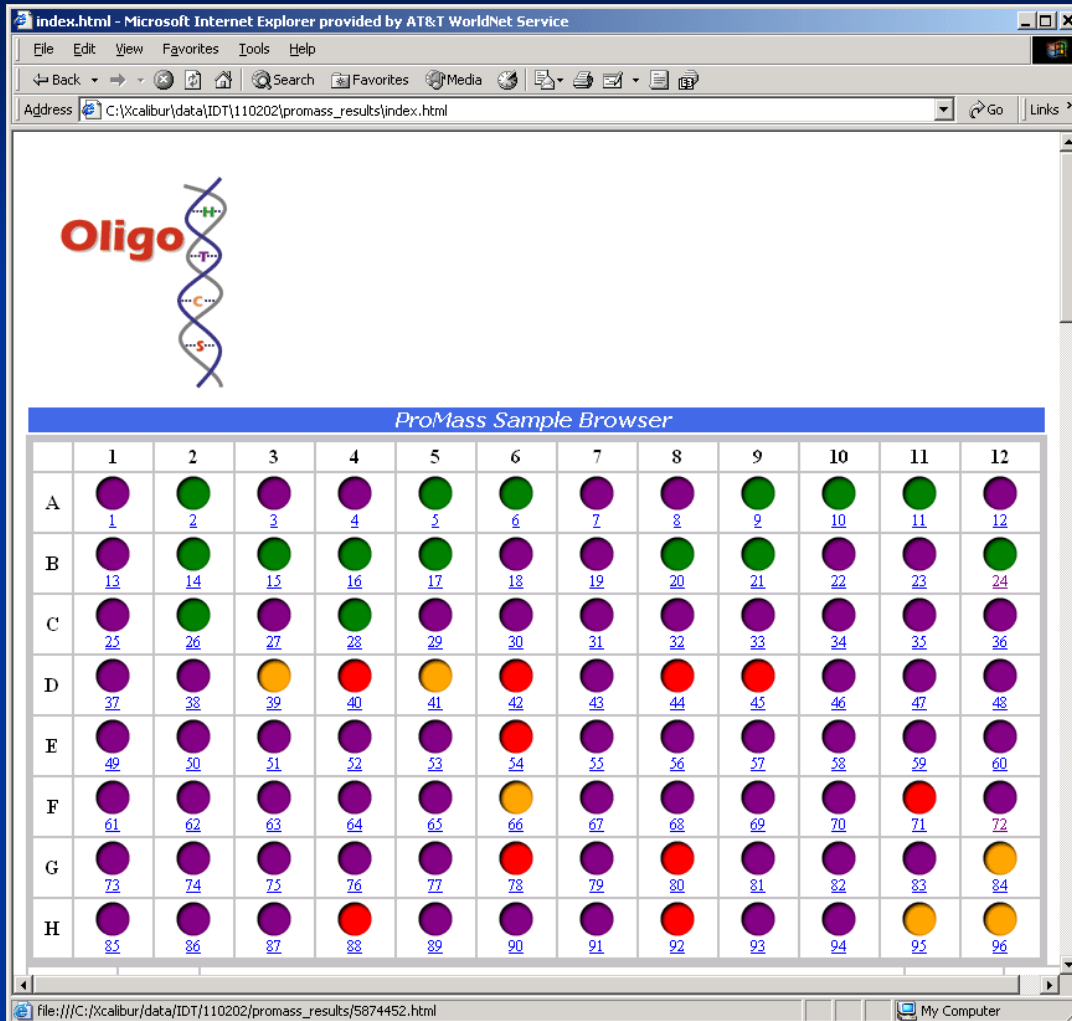 index.html - Microsoft Internet Explorer provided by AT&T WorldNet Service
File Edit View Favorites Tools Help
Back Search Favorites Media
Address C:\Xcalibur\data\IDT\110202\promass_results\index.html Go Links »
Oligo
H
T
C
S
ProMass Sample Browser
1 2 3 4 5 6 7 8 9 10 11 12
A
1 2 3 4 5 6 7 8 9 10 11 12
B
13 14 15 16 17 18 19 20 21 22 23 24
C
25 26 27 28 29 30 31 32 33 34 35 36
D
37 38 39 40 41 42 43 44 45 46 47 48
E
49 50 51 52 53 54 55 56 57 58 59 60
F
61 62 63 64 65 66 67 68 69 70 71 72
G
73 74 75 76 77 78 79 80 81 82 83 84
H
85 86 87 88 89 90 91 92 93 94 95 96
file:///C:/Xcalibur/data/IDT/110202/promass_results/5874452.html My Computer